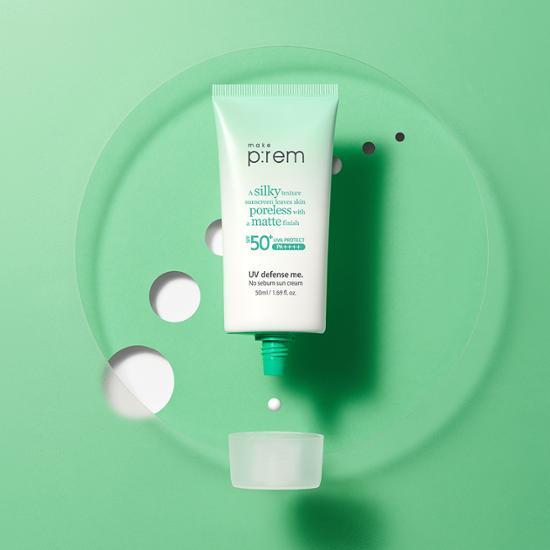 make
p:rem
A silky texture
sunscreen leaves skin
poreless with
a matte finish
SPF 50+ UVA PROTECT
PA++++
UV defense me.
No sebum sun cream
50ml / 1.69 fl. oz.